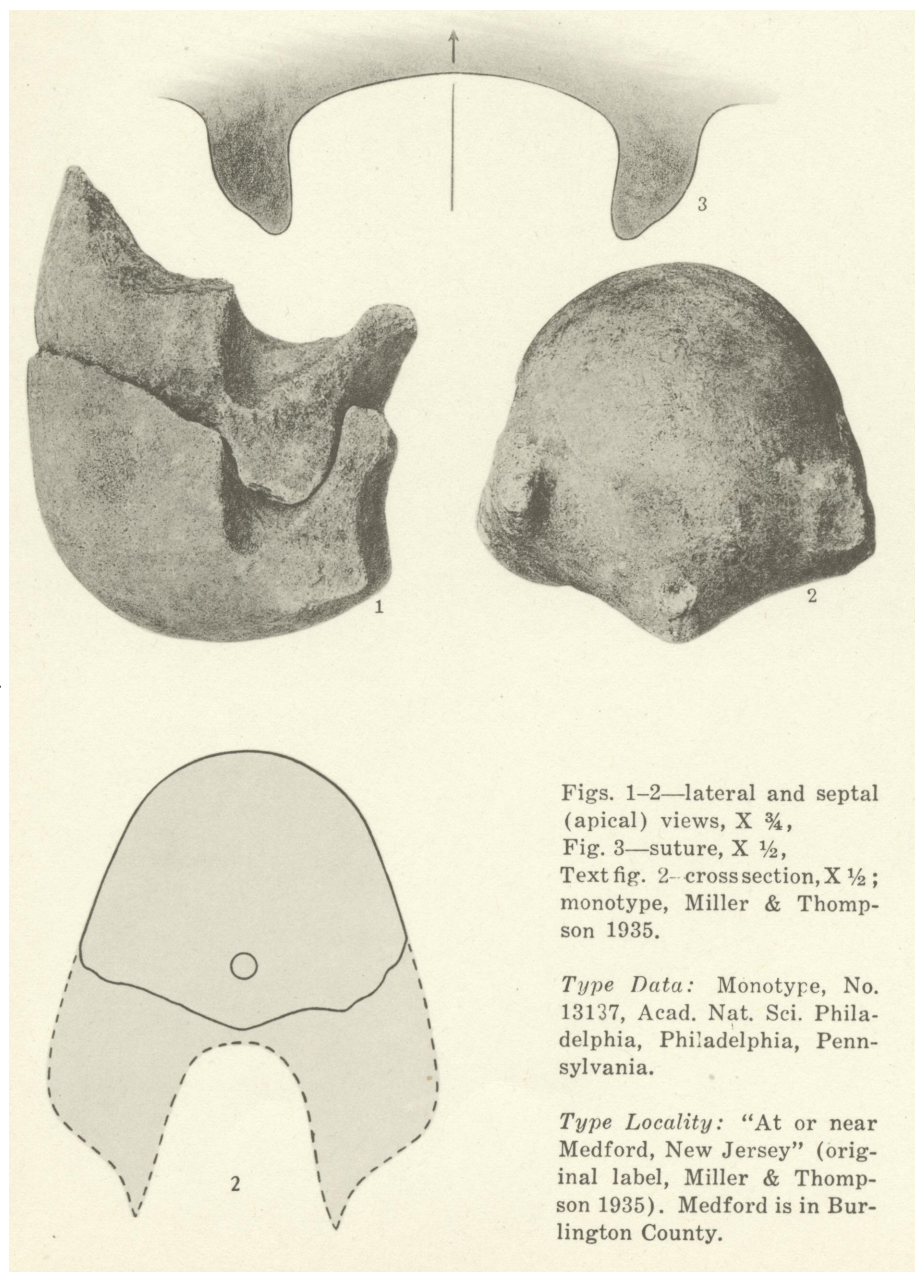 3
1
2
Figs. 1–2—lateral and septal
(apical) views, X ¾,
Fig. 3—suture, X ½,
Text fig. 2--cross section, X ½;
monotype, Miller & Thomp-
son 1935.
Type Data: Monotype, No.
13137, Acad. Nat. Sci. Phila-
delphia, Philadelphia, Penn-
sylvania.
Type Locality: “At or near
Medford, New Jersey” (orig-
inal label, Miller & Thomp-
son 1935). Medford is in Bur-
lington County.
2